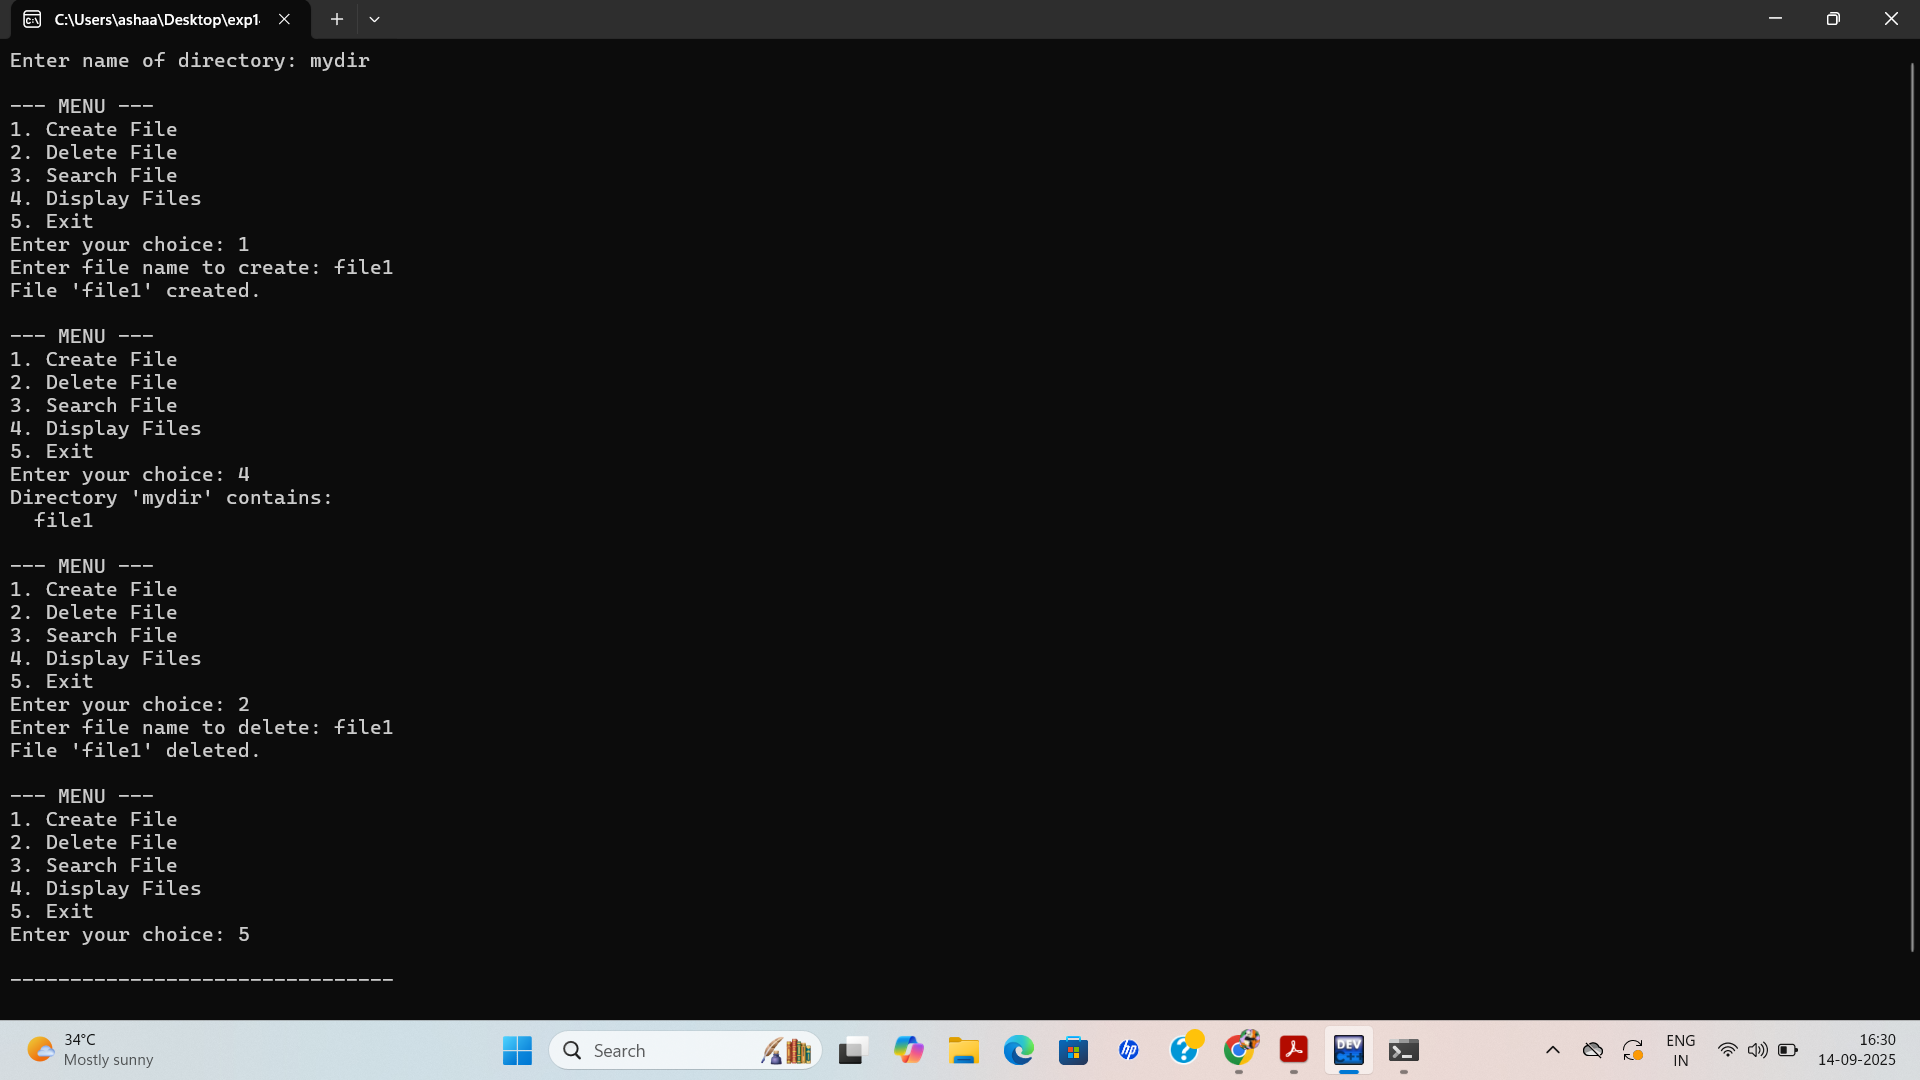 C:\Users\ashaa\Desktop\exp1
Enter name of directory: mydir
--- MENU ---
1. Create File
2. Delete File
3. Search File
4. Display Files
5. Exit
Enter your choice: 1
Enter file name to create: file1
File 'file1' created.
--- MENU ---
1. Create File
2. Delete File
3. Search File
4. Display Files
5. Exit
Enter your choice: 4
Directory 'mydir' contains:
file1
--- MENU ---
1. Create File
2. Delete File
3. Search File
4. Display Files
5. Exit
Enter your choice: 2
Enter file name to delete: file1
File 'file1' deleted.
--- MENU ---
1. Create File
2. Delete File
3. Search File
4. Display Files
5. Exit
Enter your choice: 5
--------------------------------
34°C
Mostly sunny
Search
hp
DEV
ENG
IN
16:30
14-09-2025